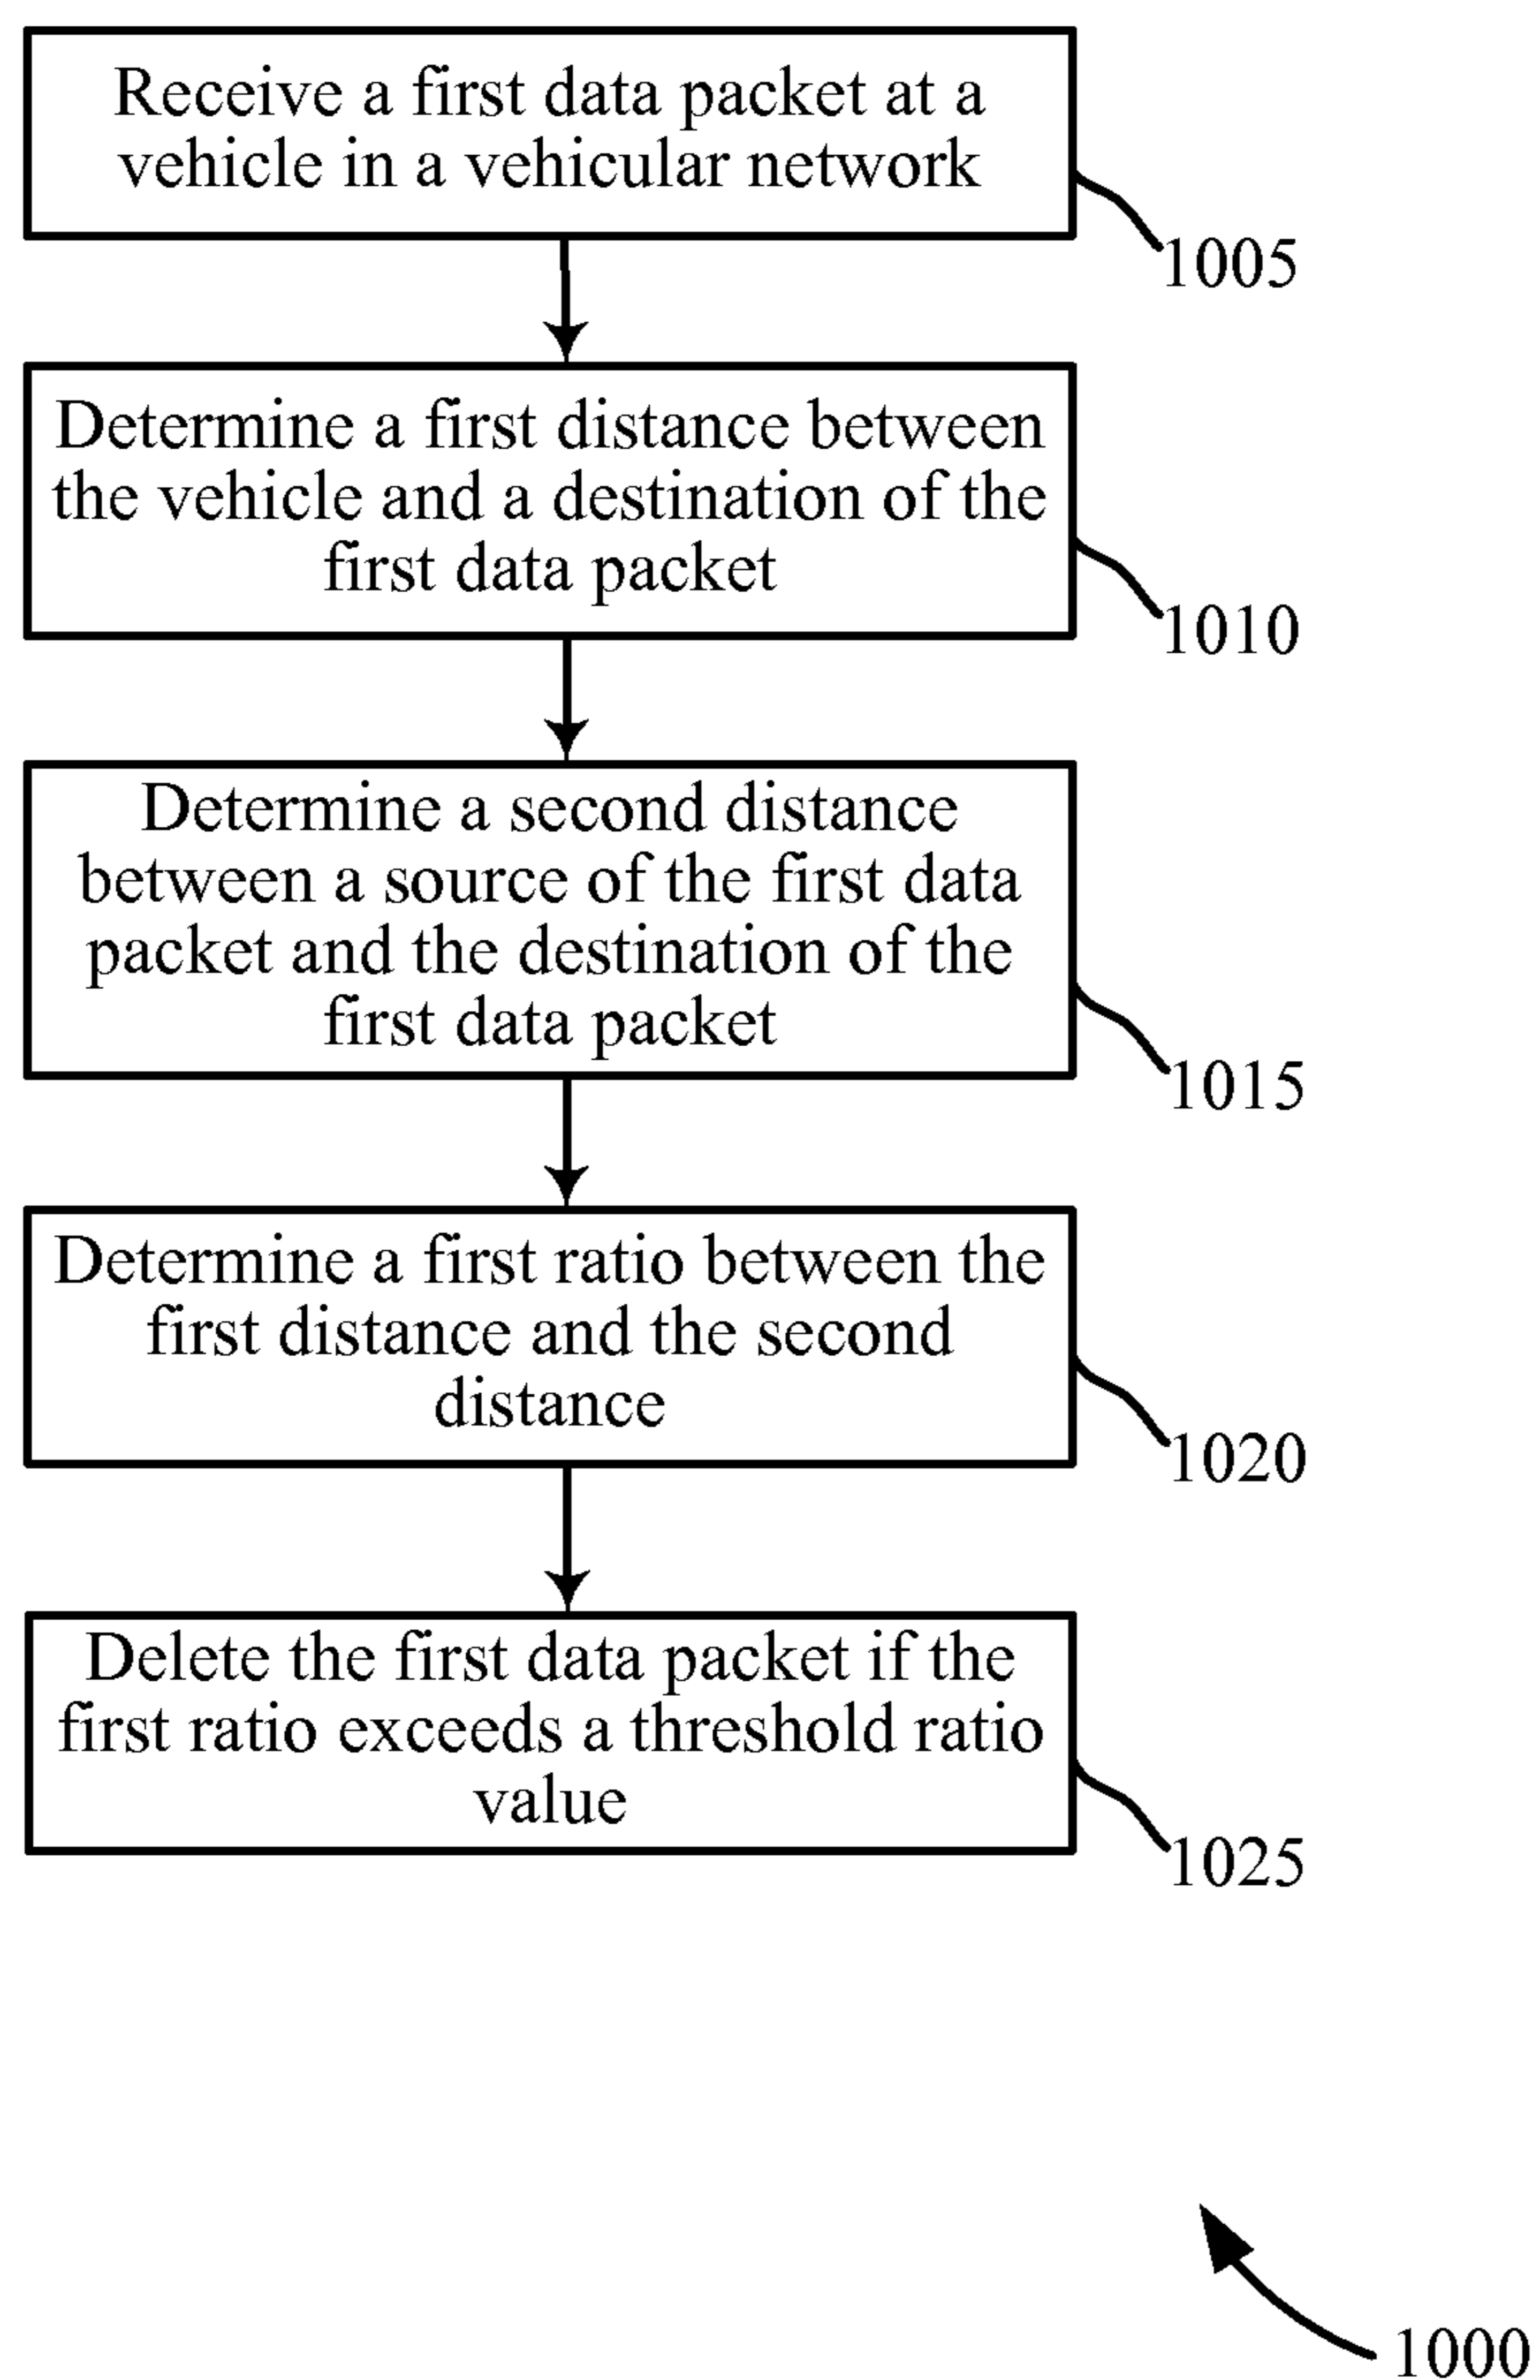 Receive a first data packet at a
vehicle in a vehicular network
1005
Determine a first distance between
the vehicle and a destination of the
first data packet
1010
Determine a second distance
between a source of the first data
packet and the destination of the
first data packet
1015
Determine a first ratio between the
first distance and the second
distance
1020
Delete the first data packet if the
first ratio exceeds a threshold ratio
value
1025
1000